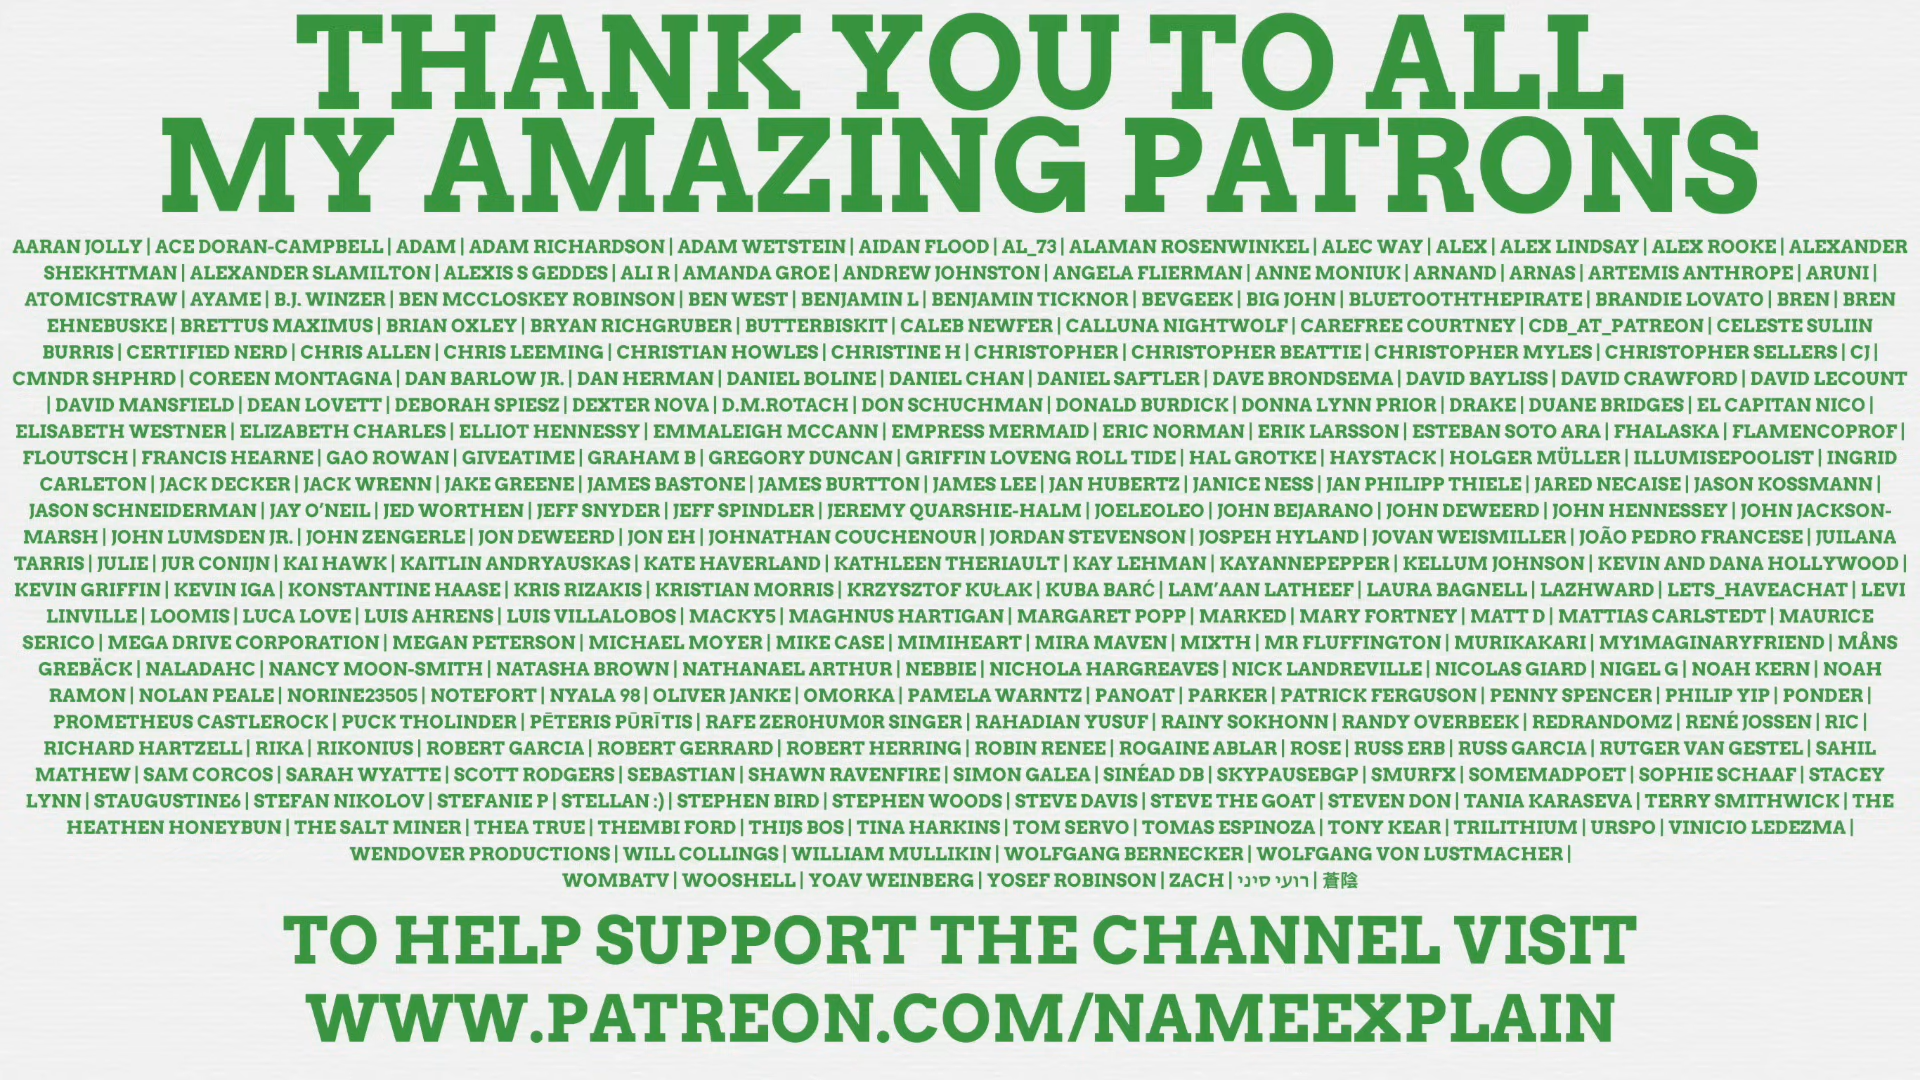 THANK YOU TO ALL
MY AMAZING PATRONS
AARAN JOLLY | ACE DORAN-CAMPBELL | ADAM | ADAM RICHARDSON | ADAM WETSTEIN | AIDAN FLOOD | AL_73 | ALAMAN ROSENWINKEL | ALEC WAY | ALEX | ALEX LINDSAY | ALEX ROOKE | ALEXANDER
SHEKHTMAN | ALEXANDER SLAMILTON | ALEXIS S GEDDES | ALI R | AMANDA GROE | ANDREW JOHNSTON | ANGELA FLIERMAN | ANNE MONIUK | ARNAND | ARNAS | ARTEMIS ANTHROPE | ARUNI |
ATOMICSTRAW | AYAME | B.J. WINZER | BEN MCCLOSKEY ROBINSON | BEN WEST | BENJAMIN L | BENJAMIN TICKNOR | BEVGEEK | BIG JOHN | BLUETOOTHTHEPIRATE | BRANDIE LOVATO | BREN | BREN
EHNEBUSKE | BRETTUS MAXIMUS | BRIAN OXLEY | BRYAN RICHGRUBER | BUTTERBISKIT | CALEB NEWFER | CALLUNA NIGHTWOLF | CAREFREE COURTNEY | CDB_AT_PATREON | CELESTE SULIIN
BURRIS | CERTIFIED NERD | CHRIS ALLEN | CHRIS LEEMING | CHRISTIAN HOWLES | CHRISTINE H | CHRISTOPHER | CHRISTOPHER BEATTIE | CHRISTOPHER MYLES | CHRISTOPHER SELLERS | CJ |
CMNDR SHPHRD | COREEN MONTAGNA | DAN BARLOW JR. | DAN HERMAN | DANIEL BOLINE | DANIEL CHAN | DANIEL SAFTLER | DAVE BRONDSEMA | DAVID BAYLISS | DAVID CRAWFORD | DAVID LECOUNT
| DAVID MANSFIELD | DEAN LOVETT | DEBORAH SPIESZ | DEXTER NOVA | D.M.ROTACH | DON SCHUCHMAN | DONALD BURDICK | DONNA LYNN PRIOR | DRAKE | DUANE BRIDGES | EL CAPITAN NICO |
ELISABETH WESTNER | ELIZABETH CHARLES | ELLIOT HENNESSY | EMMALEIGH MCCANN | EMPRESS MERMAID | ERIC NORMAN | ERIK LARSSON | ESTEBAN SOTO ARA | FHALASKA | FLAMENCOPROF |
FLOUTSCH | FRANCIS HEARNE | GAO ROWAN | GIVEATIME | GRAHAM B | GREGORY DUNCAN | GRIFFIN LOVENG ROLL TIDE | HAL GROTKE | HAYSTACK | HOLGER MÜLLER | ILLUMISEPOOLIST | INGRID
CARLETON | JACK DECKER | JACK WRENN | JAKE GREENE | JAMES BASTONE | JAMES BURTTON | JAMES LEE | JAN HUBERTZ | JANICE NESS | JAN PHILIPP THIELE | JARED NECAISE | JASON KOSSMANN |
JASON SCHNEIDERMAN | JAY O'NEIL | JED WORTHEN | JEFF SNYDER | JEFF SPINDLER | JEREMY QUARSHIE-HALM | JOELEOLEO | JOHN BEJARANO | JOHN DEWEERD | JOHN HENNESSEY | JOHN JACKSON-
MARSH | JOHN LUMSDEN JR. | JOHN ZENGERLE | JON DEWEERD | JON EH | JOHNATHAN COUCHENOUR | JORDAN STEVENSON | JOSPEH HYLAND | JOVAN WEISMILLER | JOÃO PEDRO FRANCESE | JUILANA
TARRIS | JULIE | JUR CONIJN | KAI HAWK | KAITLIN ANDRYAUSKAS | KATE HAVERLAND | KATHLEEN THERIAULT | KAY LEHMAN | KAYANNEPEPPER | KELLUM JOHNSON | KEVIN AND DANA HOLLYWOOD |
KEVIN GRIFFIN | KEVIN IGA | KONSTANTINE HAASE | KRIS RIZAKIS | KRISTIAN MORRIS | KRZYSZTOF KUŁAK | KUBA BARĆ | LAM'AAN LATHEEF | LAURA BAGNELL | LAZHWARD | LETS_HAVEACHAT | LEVI
LINVILLE | LOOMIS | LUCA LOVE | LUIS AHRENS | LUIS VILLALOBOS | MACKY5 | MAGHNUS HARTIGAN | MARGARET POPP | MARKED | MARY FORTNEY | MATT D | MATTIAS CARLSTEDT | MAURICE
SERICO | MEGA DRIVE CORPORATION | MEGAN PETERSON | MICHAEL MOYER | MIKE CASE | MIMIHEART | MIRA MAVEN | MIXTH | MR FLUFFINGTON | MURIKAKARI | MY1MAGINARYFRIEND | MÅNS
GREBÄCK | NALADAHC | NANCY MOON-SMITH | NATASHA BROWN | NATHANAEL ARTHUR | NEBBIE | NICHOLA HARGREAVES | NICK LANDREVILLE | NICOLAS GIARD | NIGEL G | NOAH KERN | NOAH
RAMON | NOLAN PEALE | NORINE23505 | NOTEFORT | NYALA 98 | OLIVER JANKE | OMORKA | PAMELA WARNTZ | PANOAT | PARKER | PATRICK FERGUSON | PENNY SPENCER | PHILIP YIP | PONDER |
PROMETHEUS CASTLEROCK | PUCK THOLINDER | PĒTERIS PŪRĪTIS | RAFE ZER0HUM0R SINGER | RAHADIAN YUSUF | RAINY SOKHONN | RANDY OVERBEEK | REDRANDOMZ | RENÉ JOSSEN | RIC |
RICHARD HARTZELL | RIKA | RIKONIUS | ROBERT GARCIA | ROBERT GERRARD | ROBERT HERRING | ROBIN RENEE | ROGAINE ABLAR | ROSE | RUSS ERB | RUSS GARCIA | RUTGER VAN GESTEL | SAHIL
MATHEW | SAM CORCOS | SARAH WYATTE | SCOTT RODGERS | SEBASTIAN | SHAWN RAVENFIRE | SIMON GALEA | SINÉAD DB | SKYPAUSEBGP | SMURFX | SOMEMADPOET | SOPHIE SCHAAF | STACEY
LYNN | STAUGUSTINE6 | STEFAN NIKOLOV | STEFANIE P | STELLAN :) | STEPHEN BIRD | STEPHEN WOODS | STEVE DAVIS | STEVE THE GOAT | STEVEN DON | TANIA KARASEVA | TERRY SMITHWICK | THE
HEATHEN HONEYBUN | THE SALT MINER | THEA TRUE | THEMBI FORD | THIJS BOS | TINA HARKINS | TOM SERVO | TOMAS ESPINOZA | TONY KEAR | TRILITHIUM | URSPO | VINICIO LEDEZMA |
WENDOVER PRODUCTIONS | WILL COLLINGS | WILLIAM MULLIKIN | WOLFGANG BERNECKER | WOLFGANG VON LUSTMACHER |
WOMBATV | WOOSHELL | YOAV WEINBERG | YOSEF ROBINSON | ZACH | רועי סיני | 蒼陰
TO HELP SUPPORT THE CHANNEL VISIT
WWW.PATREON.COM/NAMEEXPLAIN